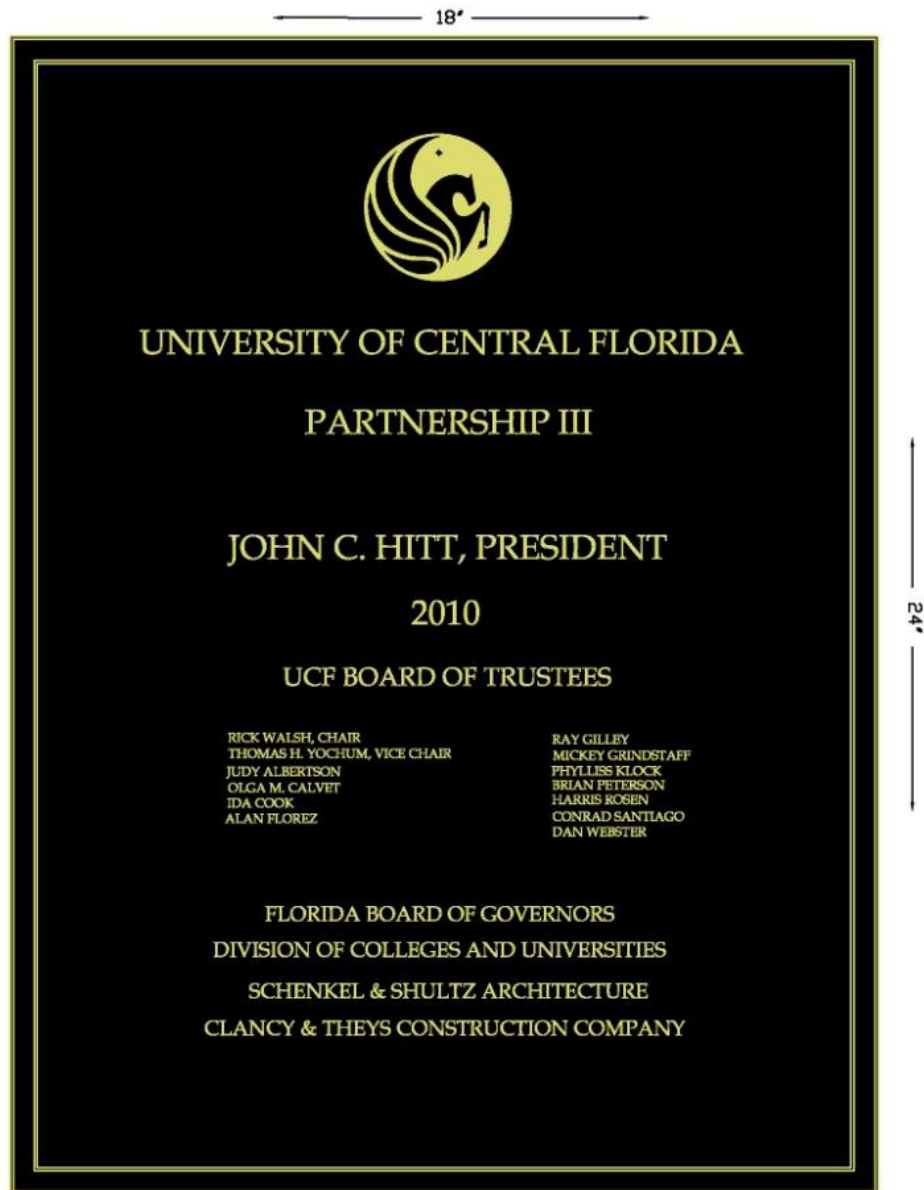 18"
UNIVERSITY OF CENTRAL FLORIDA
PARTNERSHIP III
JOHN C. HITT, PRESIDENT
2010
UCF BOARD OF TRUSTEES
RICK WALSH, CHAIR
THOMAS H. YOCHUM, VICE CHAIR
JUDY ALBERTSON
OLGA M. CALVET
IDA COOK
ALAN FLOREZ
RAY GILLEY
MICKEY GRINDSTAFF
PHYLLISS KLOCK
BRIAN PETERSON
HARRIS ROSEN
CONRAD SANTIAGO
DAN WEBSTER
24"
FLORIDA BOARD OF GOVERNORS
DIVISION OF COLLEGES AND UNIVERSITIES
SCHENKEL & SHULTZ ARCHITECTURE
CLANCY & THEYS CONSTRUCTION COMPANY